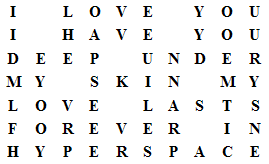 I LOVE YOU
I HAVE YOU
DEEP UNDER
MY SKIN MY
LOVE LASTS
FOREVER IN
HYPERSPACE